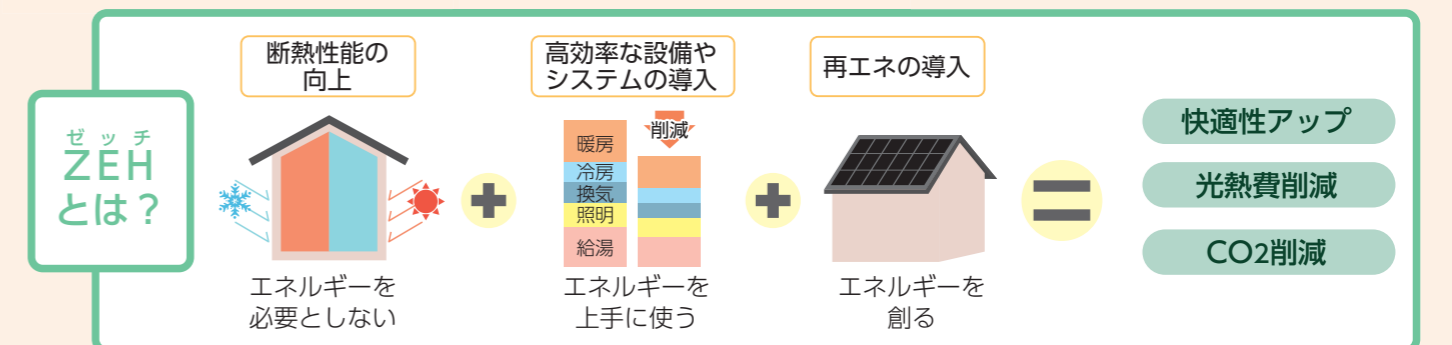 ゼッチ
ZEH
とは？
断熱性能の
向上
エネルギーを
必要としない
高効率な設備や
システムの導入
削減
暖房
冷房
換気
照明
給湯
エネルギーを
上手に使う
再エネの導入
エネルギーを
創る
快適性アップ
光熱費削減
CO2削減